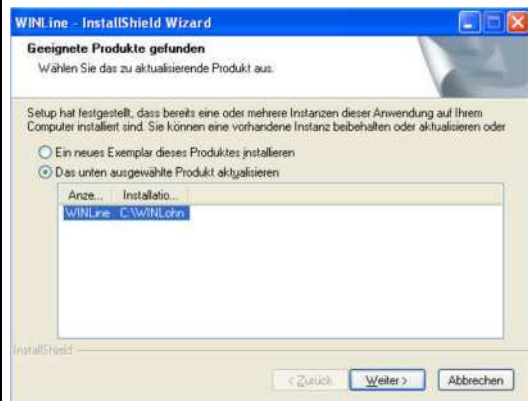 WINLine - InstallShield Wizard
Geeignete Produkte gefunden
Wählen Sie das zu aktualisierende Produkt aus.
Setup hat festgestellt, dass bereits eine oder mehrere Instanzen dieser Anwendung auf Ihrem
Computer installiert sind. Sie können eine vorhandene Instanz beibehalten oder aktualisieren oder
Ein neues Exemplar dieses Produktes installieren
Das unten ausgewählte Produkt aktualisieren
Anze... Installatio...
WINLine C:\WINLohn
InstallShield
< Zurück Weiter > Abbrechen